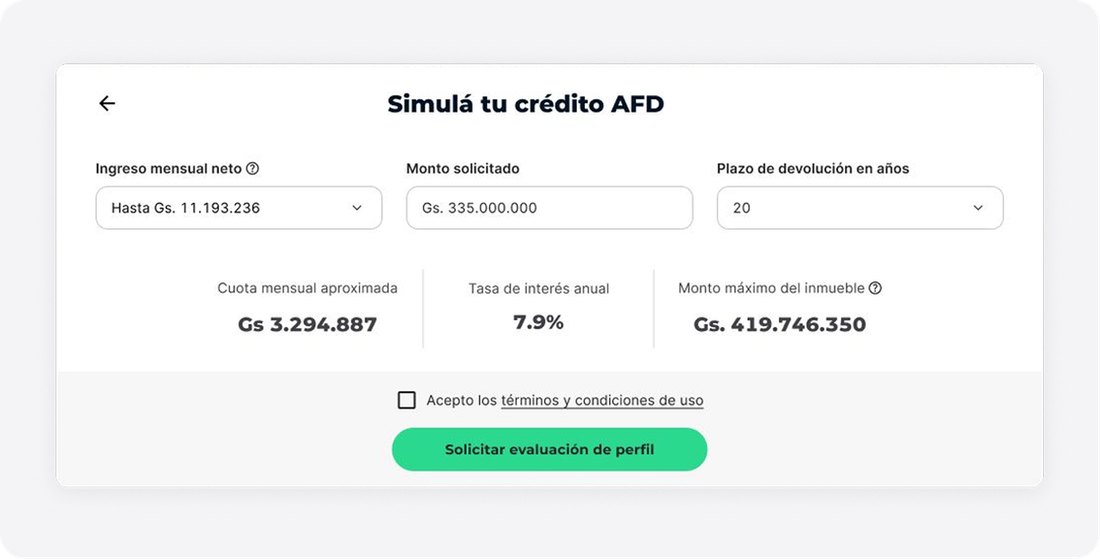 Simulá tu crédito AFD
Ingreso mensual neto
Monto solicitado
Plazo de devolución en años
Hasta Gs. 11.193.236
Gs. 335.000.000
20
Cuota mensual aproximada
Tasa de interés anual
Monto máximo del inmueble
Gs 3.294.887
7.9%
Gs. 419.746.350
Acepto los términos y condiciones de uso
Solicitar evaluación de perfil